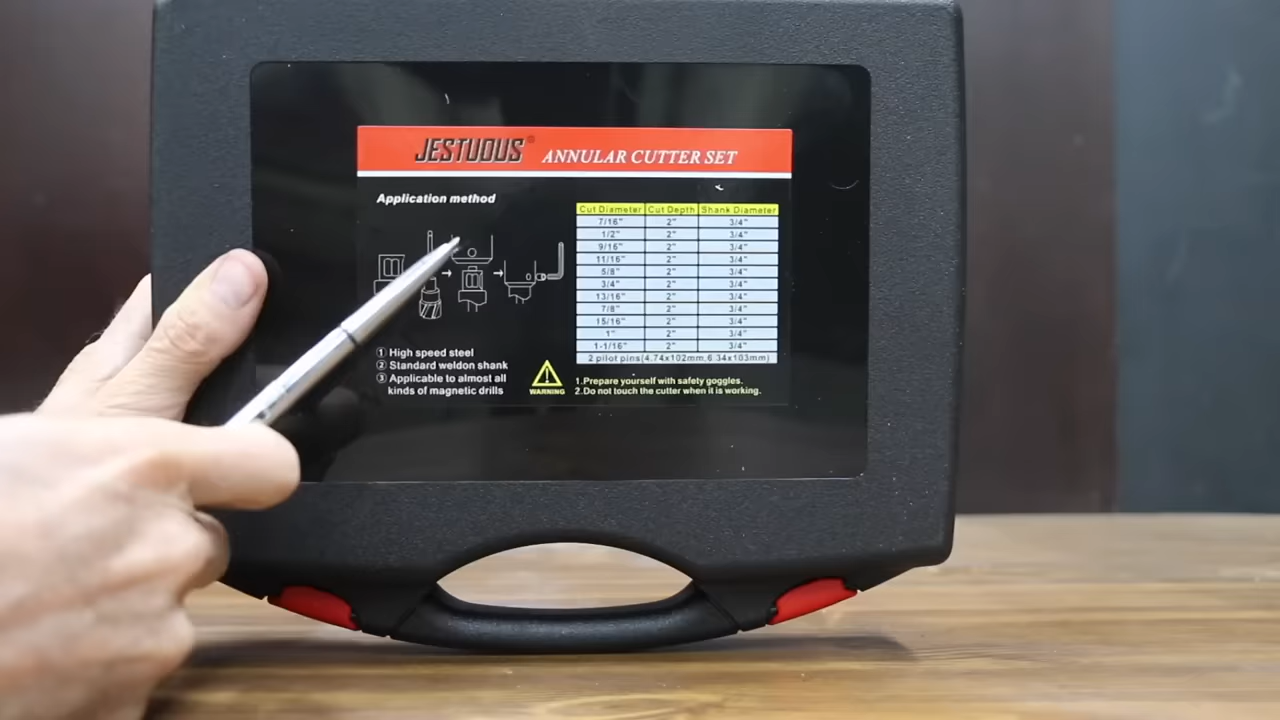 JESTUOUS® ANNULAR CUTTER SET
Application method
Cut Diameter Cut Depth Shank Diameter
7/16" 2" 3/4"
1/2" 2" 3/4"
9/16" 2" 3/4"
11/16" 2" 3/4"
5/8" 2" 3/4"
3/4" 2" 3/4"
13/16" 2" 3/4"
7/8" 2" 3/4"
15/16" 2" 3/4"
1" 2" 3/4"
1-1/16" 2" 3/4"
2 pilot pins(4.74x102mm,6.34x103mm)
① High speed steel
② Standard weldon shank
③ Applicable to almost all
kinds of magnetic drills
WARNING
1.Prepare yourself with safety goggles.
2.Do not touch the cutter when it is working.